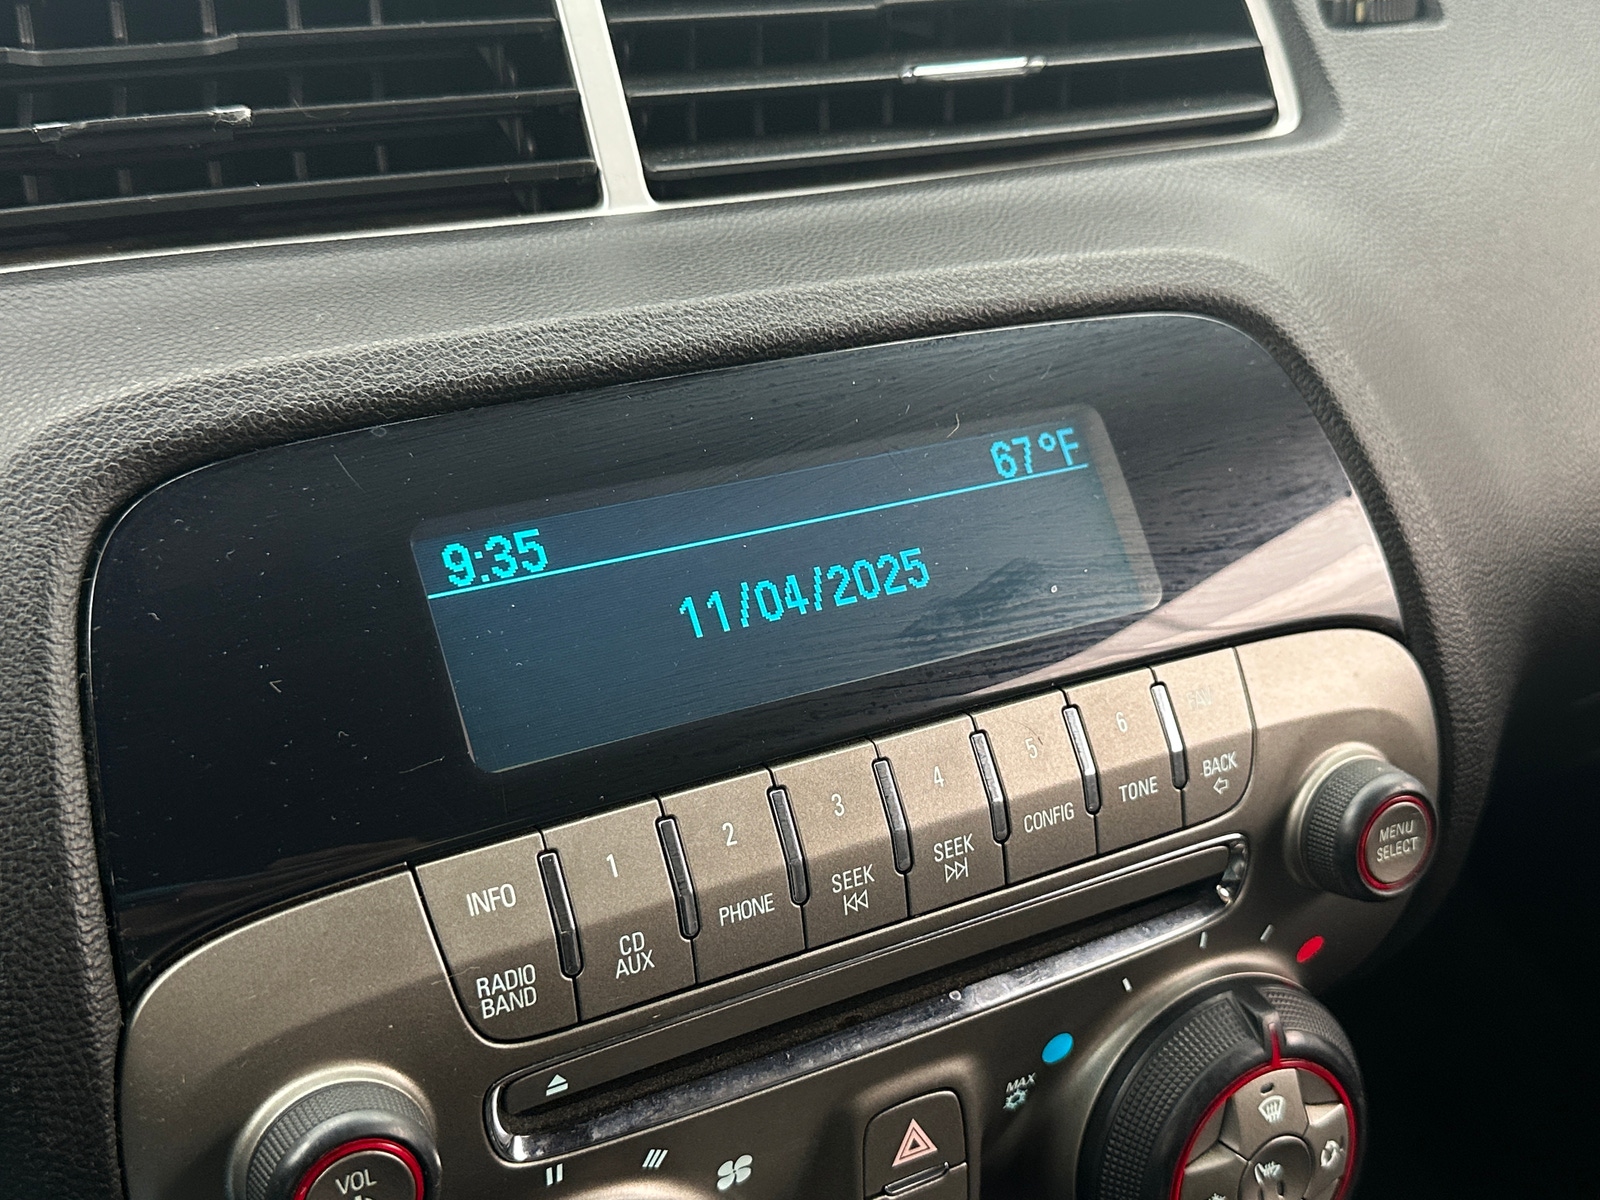 67°F
9:35
11/04/2025
INFO
1
2
3
4
5
6
FAV
RADIO
BAND
CD
AUX
PHONE
SEEK
SEEK
CONFIG
TONE
BACK
MENU
SELECT
MAX
VOL